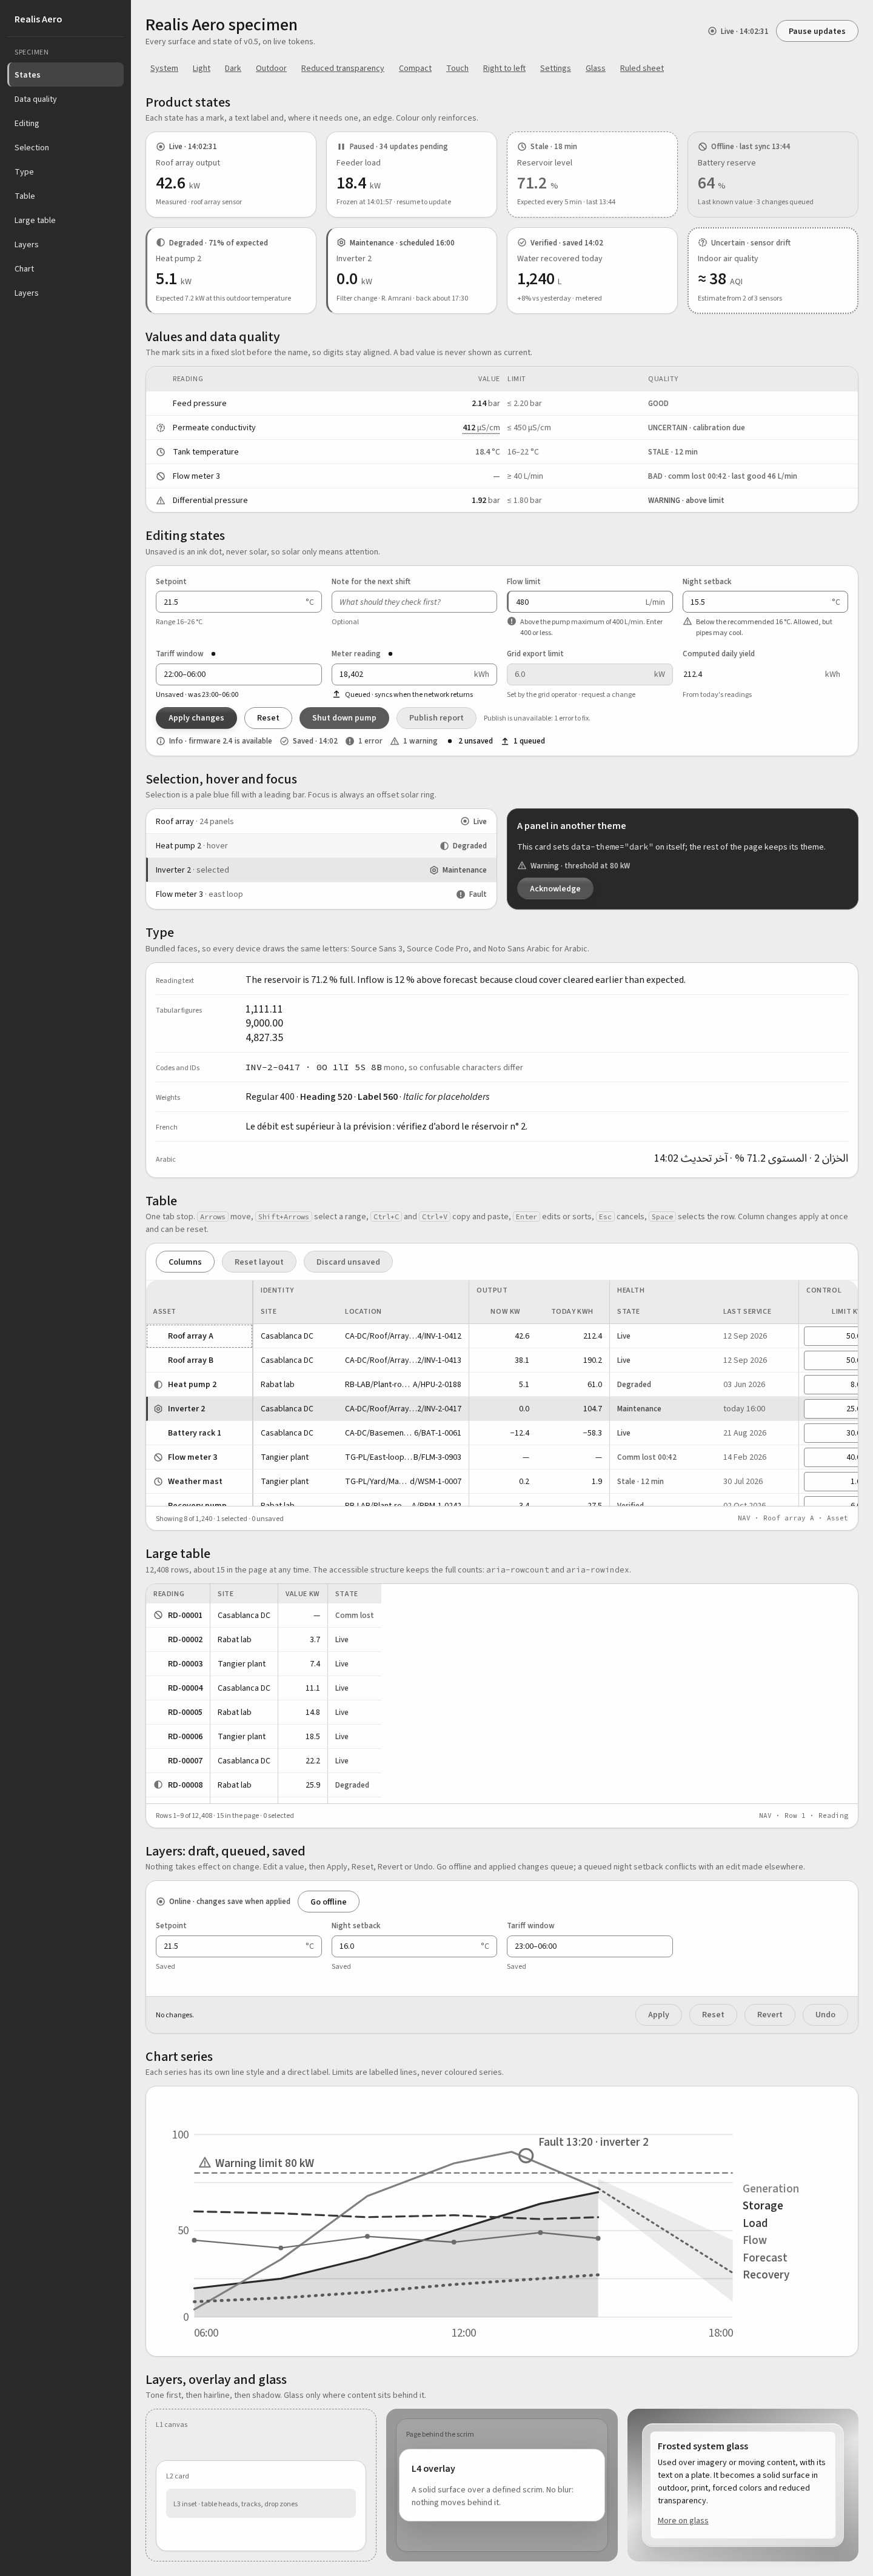 Realis Aero
SPECIMEN
States
Data quality
Editing
Selection
Type
Table
Large table
Layers
Chart
Layers
Realis Aero specimen
Every surface and state of v0.5, on live tokens.
Live · 14:02:31
Pause updates
System Light Dark Outdoor Reduced transparency Compact Touch Right to left Settings Glass Ruled sheet
Product states
Each state has a mark, a text label and, where it needs one, an edge. Colour only reinforces.
Live · 14:02:31
Roof array output
42.6 kW
Measured · roof array sensor
Paused · 34 updates pending
Feeder load
18.4 kW
Frozen at 14:01:57 · resume to update
Stale · 18 min
Reservoir level
71.2 %
Expected every 5 min · last 13:44
Offline · last sync 13:44
Battery reserve
64 %
Last known value · 3 changes queued
Degraded · 71% of expected
Heat pump 2
5.1 kW
Expected 7.2 kW at this outdoor temperature
Maintenance · scheduled 16:00
Inverter 2
0.0 kW
Filter change · R. Amrani · back about 17:30
Verified · saved 14:02
Water recovered today
1,240 L
+8% vs yesterday · metered
Uncertain · sensor drift
Indoor air quality
≈ 38 AQI
Estimate from 2 of 3 sensors
Values and data quality
The mark sits in a fixed slot before the name, so digits stay aligned. A bad value is never shown as current.
READING VALUE LIMIT QUALITY
Feed pressure 2.14 bar ≤ 2.20 bar GOOD
Permeate conductivity 412 µS/cm ≤ 450 µS/cm UNCERTAIN · calibration due
Tank temperature 18.4 °C 16–22 °C STALE · 12 min
Flow meter 3 — ≥ 40 L/min BAD · comm lost 00:42 · last good 46 L/min
Differential pressure 1.92 bar ≤ 1.80 bar WARNING · above limit
Editing states
Unsaved is an ink dot, never solar, so solar only means attention.
Setpoint
21.5 °C
Range 16–26 °C
Note for the next shift
What should they check first?
Optional
Flow limit
480 L/min
Above the pump maximum of 400 L/min. Enter
400 or less.
Night setback
15.5 °C
Below the recommended 16 °C. Allowed, but
pipes may cool.
Tariff window
22:00–06:00
Unsaved · was 23:00–06:00
Meter reading
18,402 kWh
Queued · syncs when the network returns
Grid export limit
6.0 kW
Set by the grid operator · request a change
Computed daily yield
212.4 kWh
From today's readings
Apply changes Reset Shut down pump Publish report Publish is unavailable: 1 error to fix.
Info · firmware 2.4 is available Saved · 14:02 1 error 1 warning 2 unsaved 1 queued
Selection, hover and focus
Selection is a pale blue fill with a leading bar. Focus is always an offset solar ring.
Roof array · 24 panels Live
Heat pump 2 · hover Degraded
Inverter 2 · selected Maintenance
Flow meter 3 · east loop Fault
A panel in another theme
This card sets data-theme="dark" on itself; the rest of the page keeps its theme.
Warning · threshold at 80 kW
Acknowledge
Type
Bundled faces, so every device draws the same letters: Source Sans 3, Source Code Pro, and Noto Sans Arabic for Arabic.
Reading text The reservoir is 71.2 % full. Inflow is 12 % above forecast because cloud cover cleared earlier than expected.
Tabular figures 1,111.11
9,000.00
4,827.35
Codes and IDs INV-2-0417 · 0O 1lI 5S 8B mono, so confusable characters differ
Weights Regular 400 · Heading 520 · Label 560 · Italic for placeholders
French Le débit est supérieur à la prévision : vérifiez d’abord le réservoir n° 2.
Arabic الخزان 2 · المستوى 71.2 % · آخر تحديث 14:02
Table
One tab stop. Arrows move, Shift+Arrows select a range, Ctrl+C and Ctrl+V copy and paste, Enter edits or sorts, Esc cancels, Space selects the row. Column changes apply at once
and can be reset.
Columns Reset layout Discard unsaved
IDENTITY OUTPUT HEALTH CONTROL
ASSET SITE LOCATION NOW KW TODAY KWH STATE LAST SERVICE LIMIT K
Roof array A Casablanca DC CA-DC/Roof/Array…4/INV-1-0412 42.6 212.4 Live 12 Sep 2026 50.
Roof array B Casablanca DC CA-DC/Roof/Array…2/INV-1-0413 38.1 190.2 Live 12 Sep 2026 50.
Heat pump 2 Rabat lab RB-LAB/Plant-ro… A/HPU-2-0188 5.1 61.0 Degraded 03 Jun 2026 8.
Inverter 2 Casablanca DC CA-DC/Roof/Array…2/INV-2-0417 0.0 104.7 Maintenance today 16:00 25.
Battery rack 1 Casablanca DC CA-DC/Basemen… 6/BAT-1-0061 −12.4 −58.3 Live 21 Aug 2026 30.
Flow meter 3 Tangier plant TG-PL/East-loop…B/FLM-3-0903 — — Comm lost 00:42 14 Feb 2026 40.
Weather mast Tangier plant TG-PL/Yard/Ma… d/WSM-1-0007 0.2 1.9 Stale · 12 min 30 Jul 2026 1.
Recovery pump Rabat lab RB-LAB/Plant-ro… A/RPM-1-0242 3.4 27.5 Verified 02 Oct 2026 6.
Showing 8 of 1,240 · 1 selected · 0 unsaved NAV · Roof array A · Asset
Large table
12,408 rows, about 15 in the page at any time. The accessible structure keeps the full counts: aria-rowcount and aria-rowindex.
READING SITE VALUE KW STATE
RD-00001 Casablanca DC — Comm lost
RD-00002 Rabat lab 3.7 Live
RD-00003 Tangier plant 7.4 Live
RD-00004 Casablanca DC 11.1 Live
RD-00005 Rabat lab 14.8 Live
RD-00006 Tangier plant 18.5 Live
RD-00007 Casablanca DC 22.2 Live
RD-00008 Rabat lab 25.9 Degraded
Rows 1–9 of 12,408 · 15 in the page · 0 selected NAV · Row 1 · Reading
Layers: draft, queued, saved
Nothing takes effect on change. Edit a value, then Apply, Reset, Revert or Undo. Go offline and applied changes queue; a queued night setback conflicts with an edit made elsewhere.
Online · changes save when applied Go offline
Setpoint
21.5 °C
Saved
Night setback
16.0 °C
Saved
Tariff window
23:00–06:00
Saved
No changes. Apply Reset Revert Undo
Chart series
Each series has its own line style and a direct label. Limits are labelled lines, never coloured series.
100
50
0
Warning limit 80 kW
Fault 13:20 · inverter 2
Generation
Storage
Load
Flow
Forecast
Recovery
06:00 12:00 18:00
Layers, overlay and glass
Tone first, then hairline, then shadow. Glass only where content sits behind it.
L1 canvas
L2 card
L3 inset · table heads, tracks, drop zones
Page behind the scrim
L4 overlay
A solid surface over a defined scrim. No blur:
nothing moves behind it.
Frosted system glass
Used over imagery or moving content, with its
text on a plate. It becomes a solid surface in
outdoor, print, forced colors and reduced
transparency.
More on glass